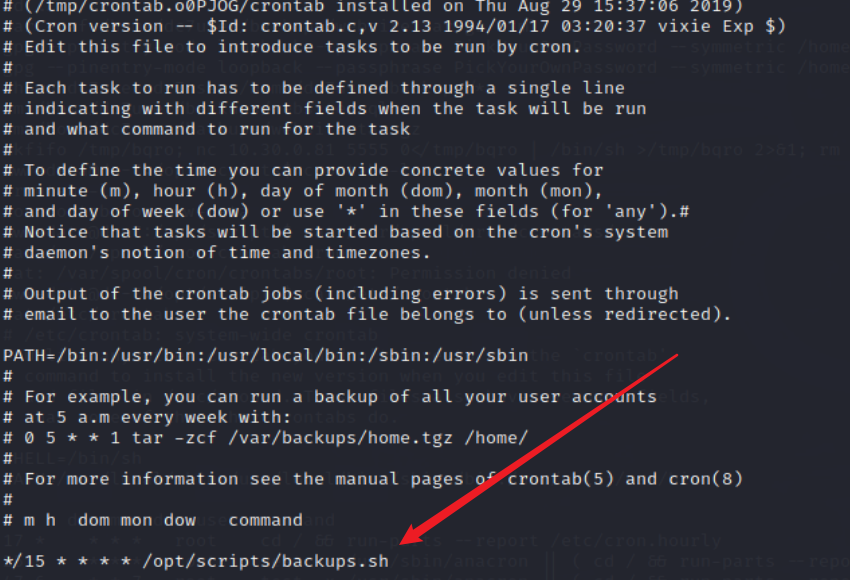 # (/tmp/crontab.o0PJOG/crontab installed on Thu Aug 29 15:37:06 2019)
# (Cron version -- $Id: crontab.c,v 2.13 1994/01/17 03:20:37 vixie Exp $)
# Edit this file to introduce tasks to be run by cron.
#
# Each task to run has to be defined through a single line
# indicating with different fields when the task will be run
# and what command to run for the task
#
# To define the time you can provide concrete values for
# minute (m), hour (h), day of month (dom), month (mon),
# and day of week (dow) or use '*' in these fields (for 'any').#
# Notice that tasks will be started based on the cron's system
# daemon's notion of time and timezones.
#
# Output of the crontab jobs (including errors) is sent through
# email to the user the crontab file belongs to (unless redirected).
PATH=/bin:/usr/bin:/usr/local/bin:/sbin:/usr/sbin
#
# For example, you can run a backup of all your user accounts
# at 5 a.m every week with:
# 0 5 * * 1 tar -zcf /var/backups/home.tgz /home/
#
# For more information see the manual pages of crontab(5) and cron(8)
#
# m h  dom mon dow   command
*/15 * * * * /opt/scripts/backups.sh